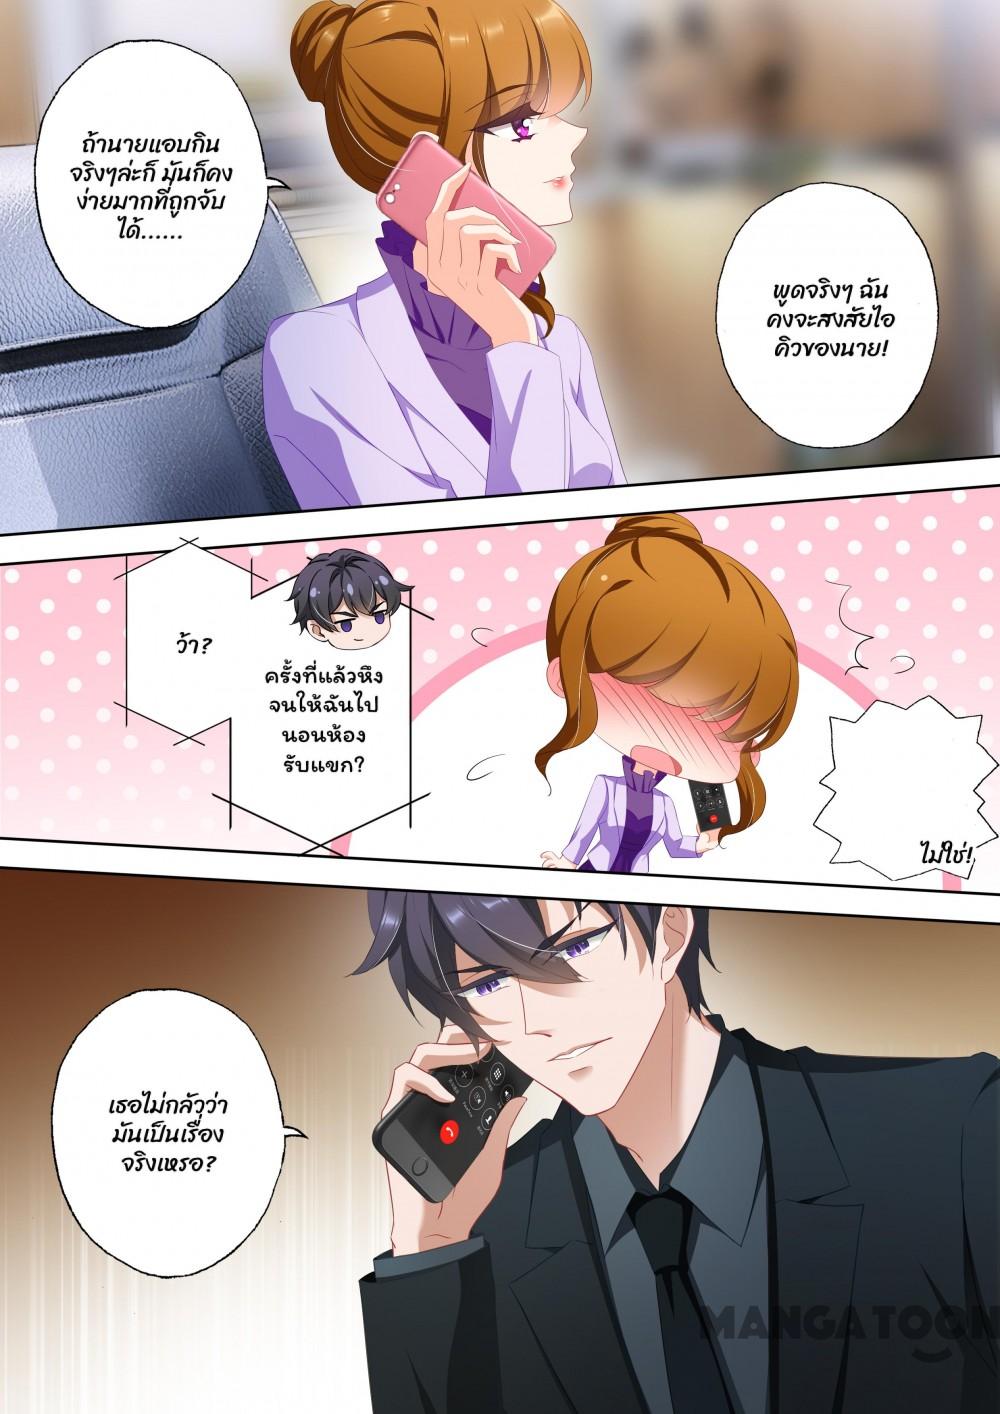 ถ้านายแอบกิน
จริงๆล่ะก็ มันก็คง
ง่ายมากที่ถูกจับ
ได้......
พูดจริงๆ ฉัน
คงจะสงสัยไอ
คิวของนาย!
ว้า?
ครั้งที่แล้วหึง
จนให้ฉันไป
นอนห้อง
รับแขก?
ไม่ใช่!
เธอไม่กลัวว่า
มันเป็นเรื่อง
จริงเหรอ?
MANGATOON